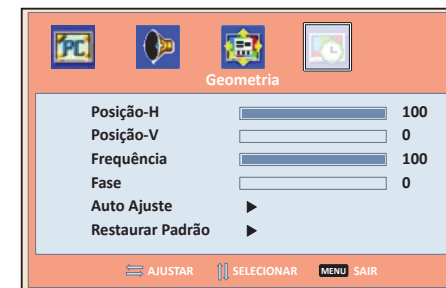 PC
Geometria
Posição-H 100
Posição-V 0
Frequência 100
Fase 0
Auto Ajuste
Restaurar Padrão
AJUSTAR SELECIONAR MENU SAIR